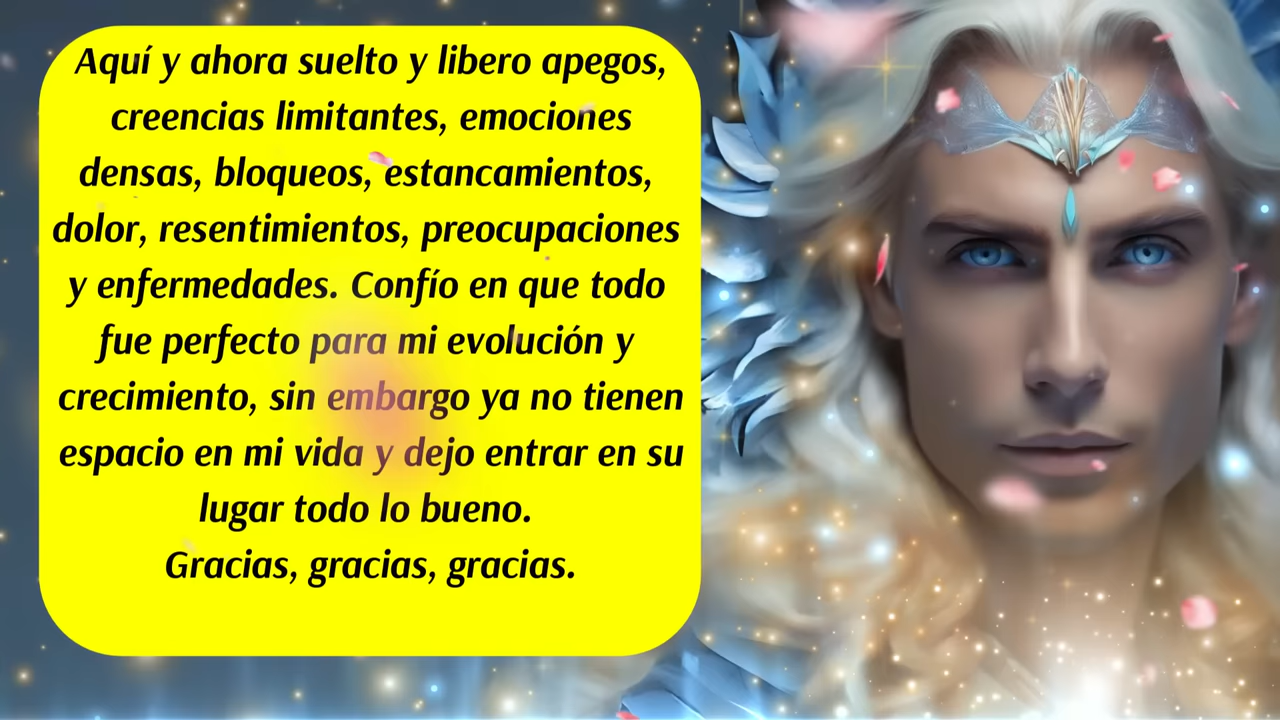 Aquí y ahora suelto y libero apegos,
creencias limitantes, emociones
densas, bloqueos, estancamientos,
dolor, resentimientos, preocupaciones
y enfermedades. Confío en que todo
fue perfecto para mi evolución y
crecimiento, sin embargo ya no tienen
espacio en mi vida y dejo entrar en su
lugar todo lo bueno.
Gracias, gracias, gracias.